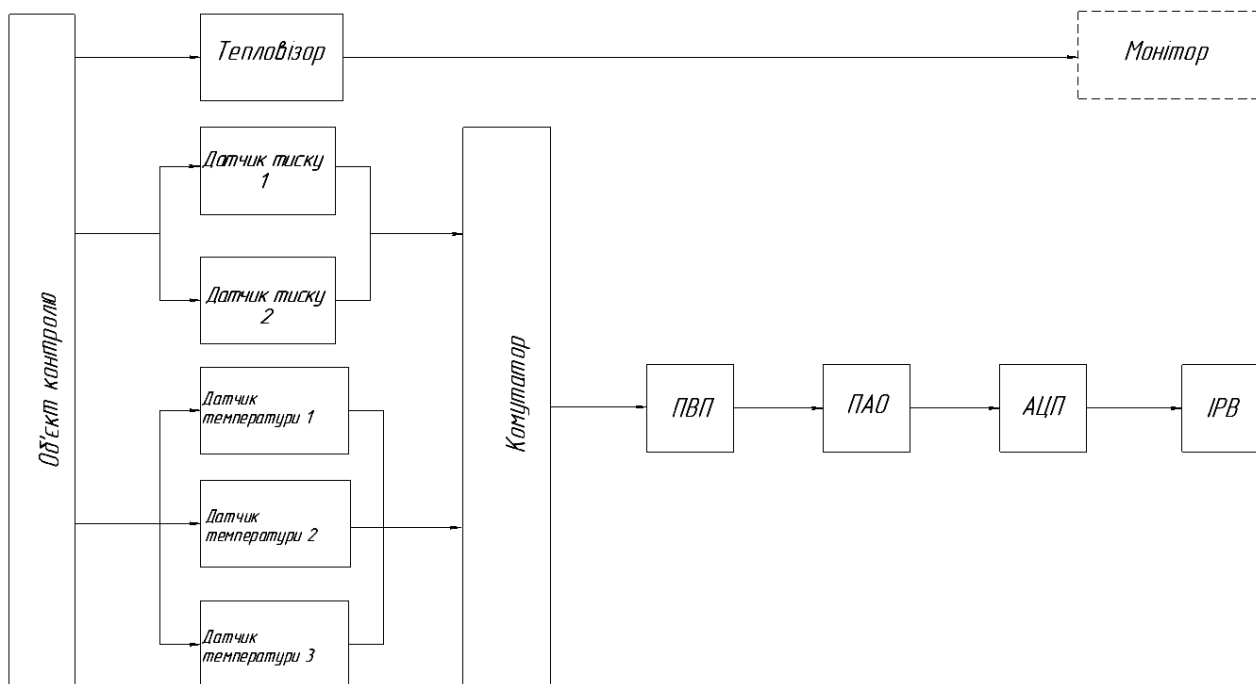 Тепловізор
Монітор
Датчик тиску
1
Датчик тиску
2
Об'єкт контролю
Датчик
температури 1
Датчик
температури 2
Датчик
температури 3
Комутатор
ПВП
ПАО
АЦП
ІРВ